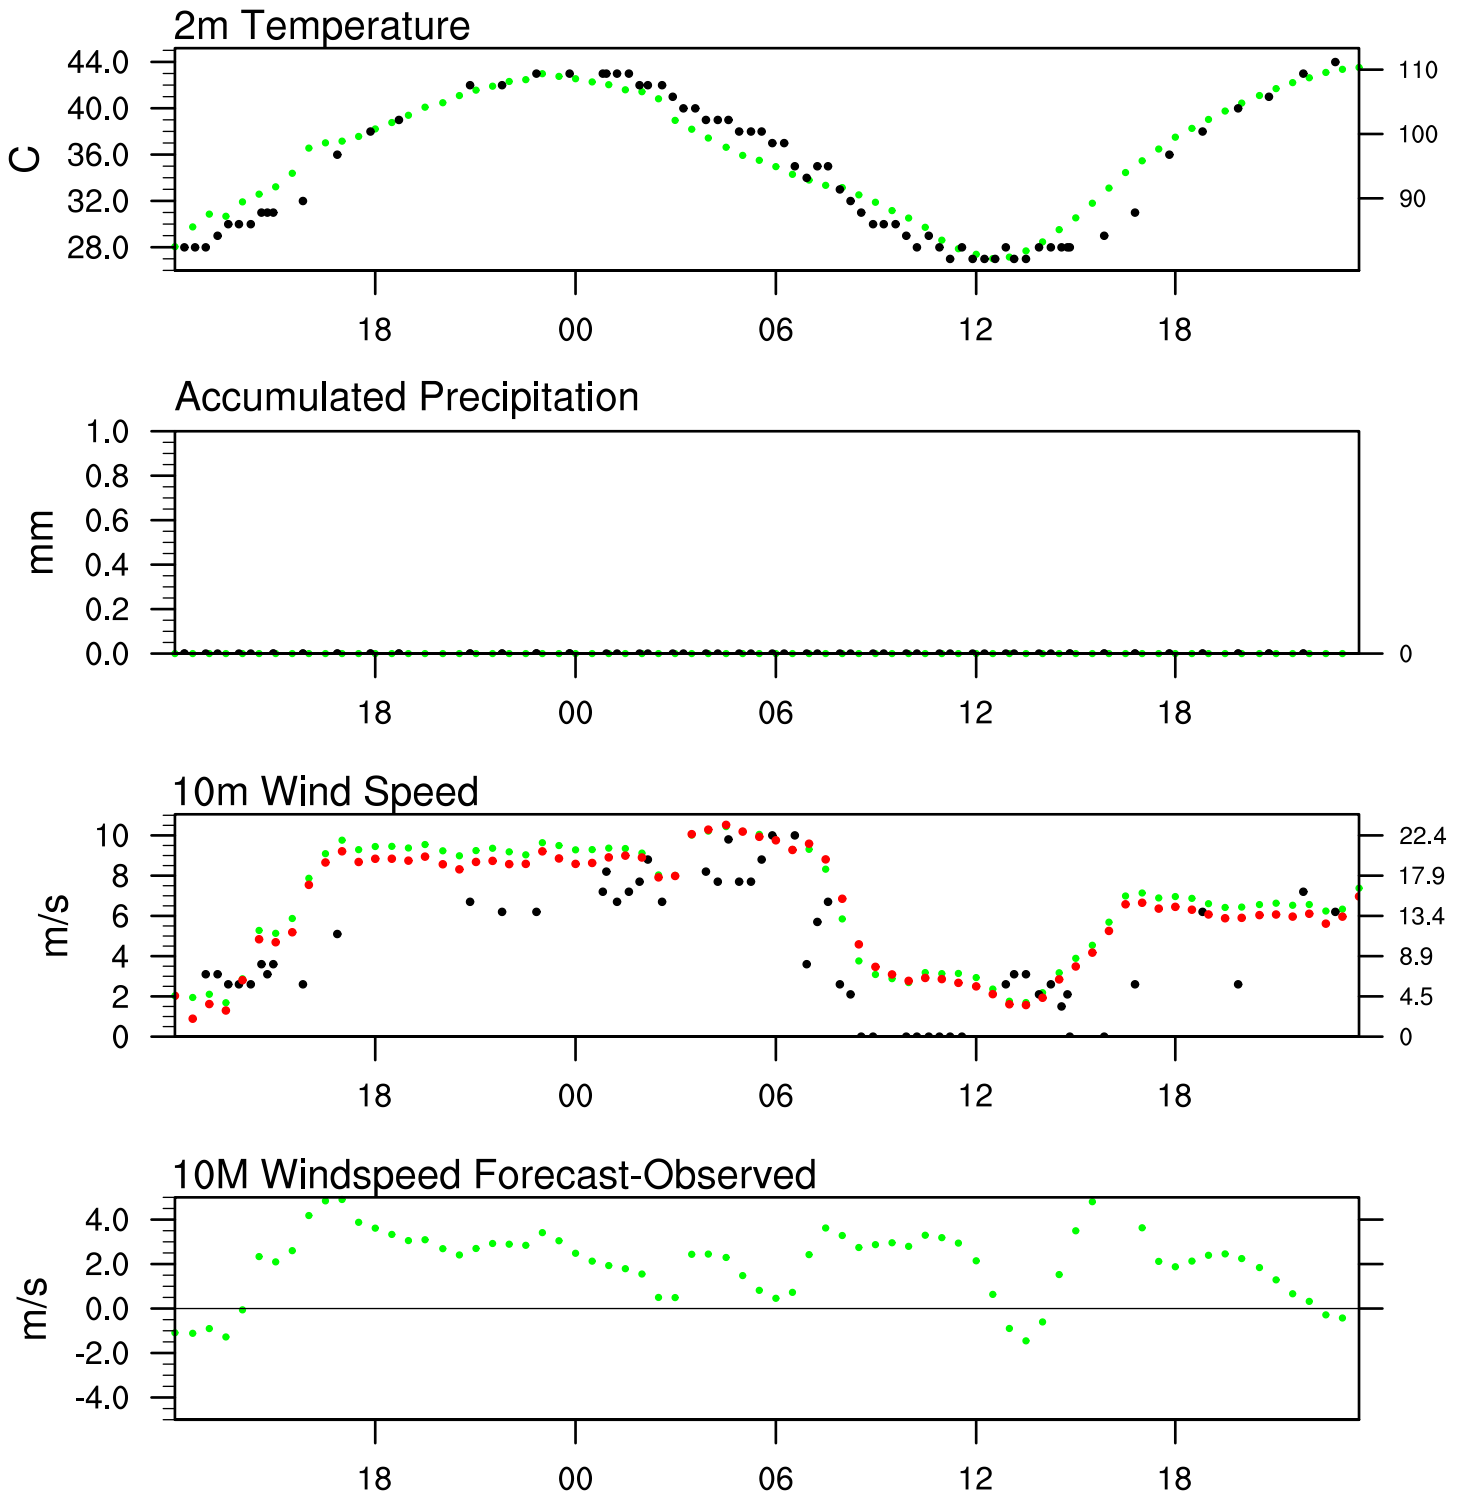 2m Temperature
44.0
40.0
36.0
32.0
28.0
C
110
100
90
18 00 06 12 18
Accumulated Precipitation
1.0
0.8
0.6
0.4
0.2
0.0
mm
0
18 00 06 12 18
10m Wind Speed
10
8
6
4
2
0
m/s
22.4
17.9
13.4
8.9
4.5
0
18 00 06 12 18
10M Windspeed Forecast-Observed
4.0
2.0
0.0
-2.0
-4.0
m/s
18 00 06 12 18